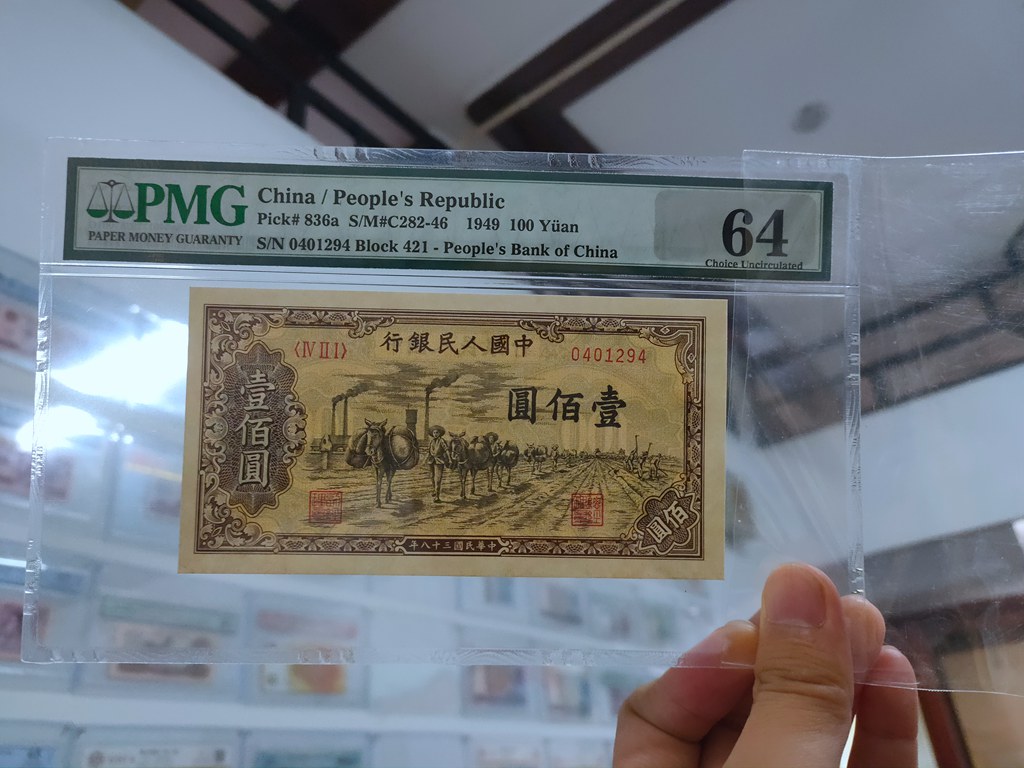 PMG
PAPER MONEY GUARANTY
China / People's Republic
Pick# 836a S/M#C282-46 1949 100 Yüan
S/N 0401294 Block 421 - People's Bank of China
64
Choice Uncirculated
行銀民人國中
〈IV II I〉
0401294
圓佰壹
壹佰圓
佰圓
年八十三國民華中